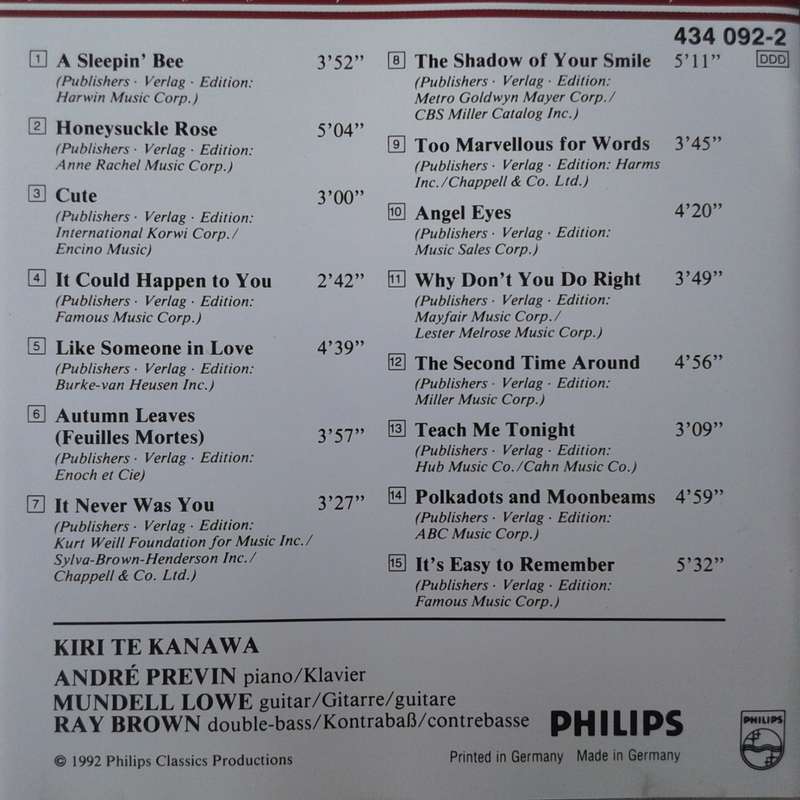 434 092-2
DDD
1 A Sleepin' Bee 3'52"
(Publishers · Verlag · Edition:
Harwin Music Corp.)
2 Honeysuckle Rose 5'04"
(Publishers · Verlag · Edition:
Anne Rachel Music Corp.)
3 Cute 3'00"
(Publishers · Verlag · Edition:
International Korwi Corp./
Encino Music)
4 It Could Happen to You 2'42"
(Publishers · Verlag · Edition:
Famous Music Corp.)
5 Like Someone in Love 4'39"
(Publishers · Verlag · Edition:
Burke-van Heusen Inc.)
6 Autumn Leaves
(Feuilles Mortes) 3'57"
(Publishers · Verlag · Edition:
Enoch et Cie)
7 It Never Was You 3'27"
(Publishers · Verlag · Edition:
Kurt Weill Foundation for Music Inc./
Sylva-Brown-Henderson Inc./
Chappell & Co. Ltd.)
8 The Shadow of Your Smile 5'11"
(Publishers · Verlag · Edition:
Metro Goldwyn Mayer Corp./
CBS Miller Catalog Inc.)
9 Too Marvellous for Words 3'45"
(Publishers · Verlag · Edition: Harms
Inc./Chappell & Co. Ltd.)
10 Angel Eyes 4'20"
(Publishers · Verlag · Edition:
Music Sales Corp.)
11 Why Don't You Do Right 3'49"
(Publishers · Verlag · Edition:
Mayfair Music Corp./
Lester Melrose Music Corp.)
12 The Second Time Around 4'56"
(Publishers · Verlag · Edition:
Miller Music Corp.)
13 Teach Me Tonight 3'09"
(Publishers · Verlag · Edition:
Hub Music Co./Cahn Music Co.)
14 Polkadots and Moonbeams 4'59"
(Publishers · Verlag · Edition:
ABC Music Corp.)
15 It's Easy to Remember 5'32"
(Publishers · Verlag · Edition:
Famous Music Corp.)
KIRI TE KANAWA
ANDRÉ PREVIN piano/Klavier
MUNDELL LOWE guitar/Gitarre/guitare
RAY BROWN double-bass/Kontrabaß/contrebasse
PHILIPS
PHILIPS
© 1992 Philips Classics Productions
Printed in Germany Made in Germany